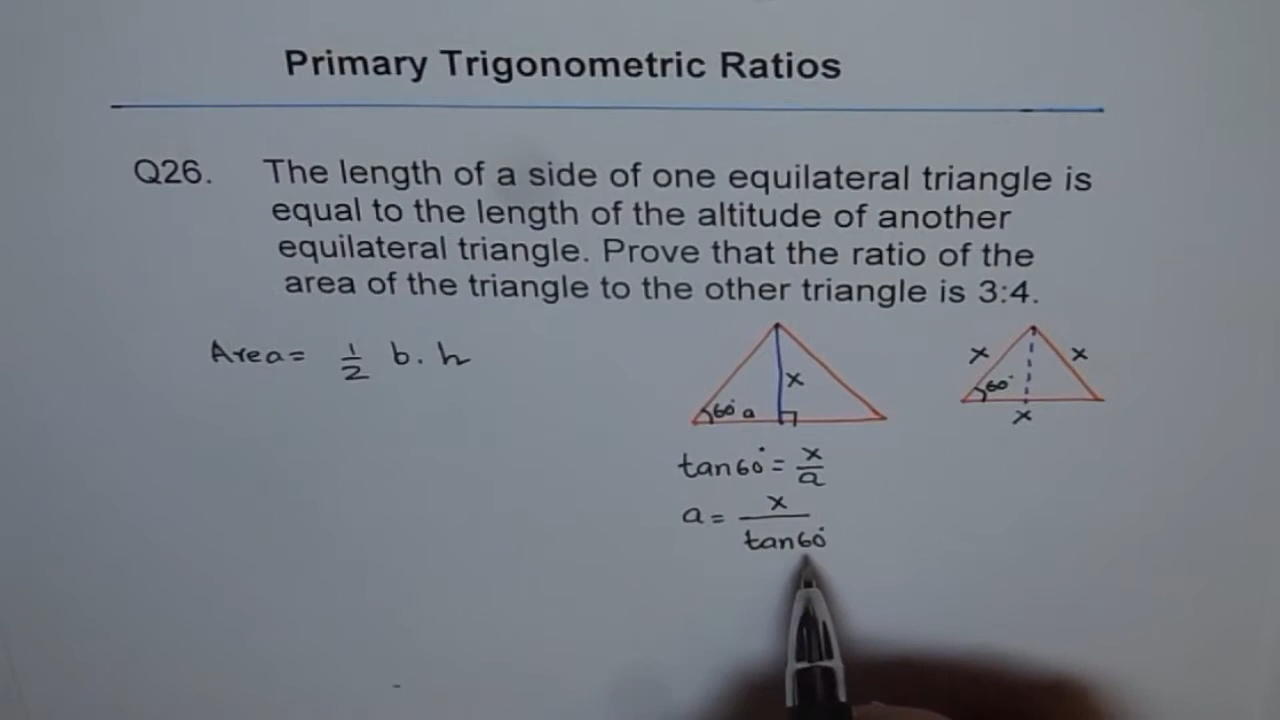 Primary Trigonometric Ratios
Q26. The length of a side of one equilateral triangle is
equal to the length of the altitude of another
equilateral triangle. Prove that the ratio of the
area of the triangle to the other triangle is 3:4.
Area = 1/2 b. h
x
60° a
x
x
60°
x
tan60° = x/a
a = x/tan60°